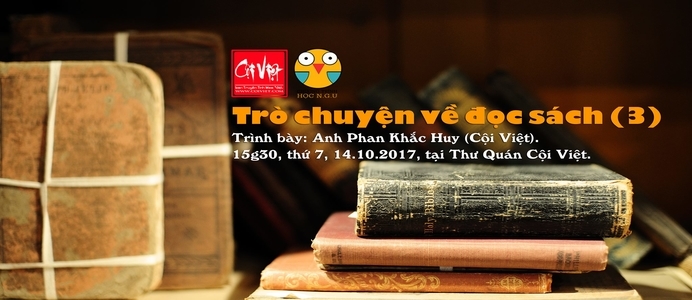 Cội Việt
HỌC N.G.U
Trò chuyện về đọc sách (3)
Trình bày: Anh Phan Khắc Huy (Cội Việt).
15g30, thứ 7, 14.10.2017, tại Thư Quán Cội Việt.